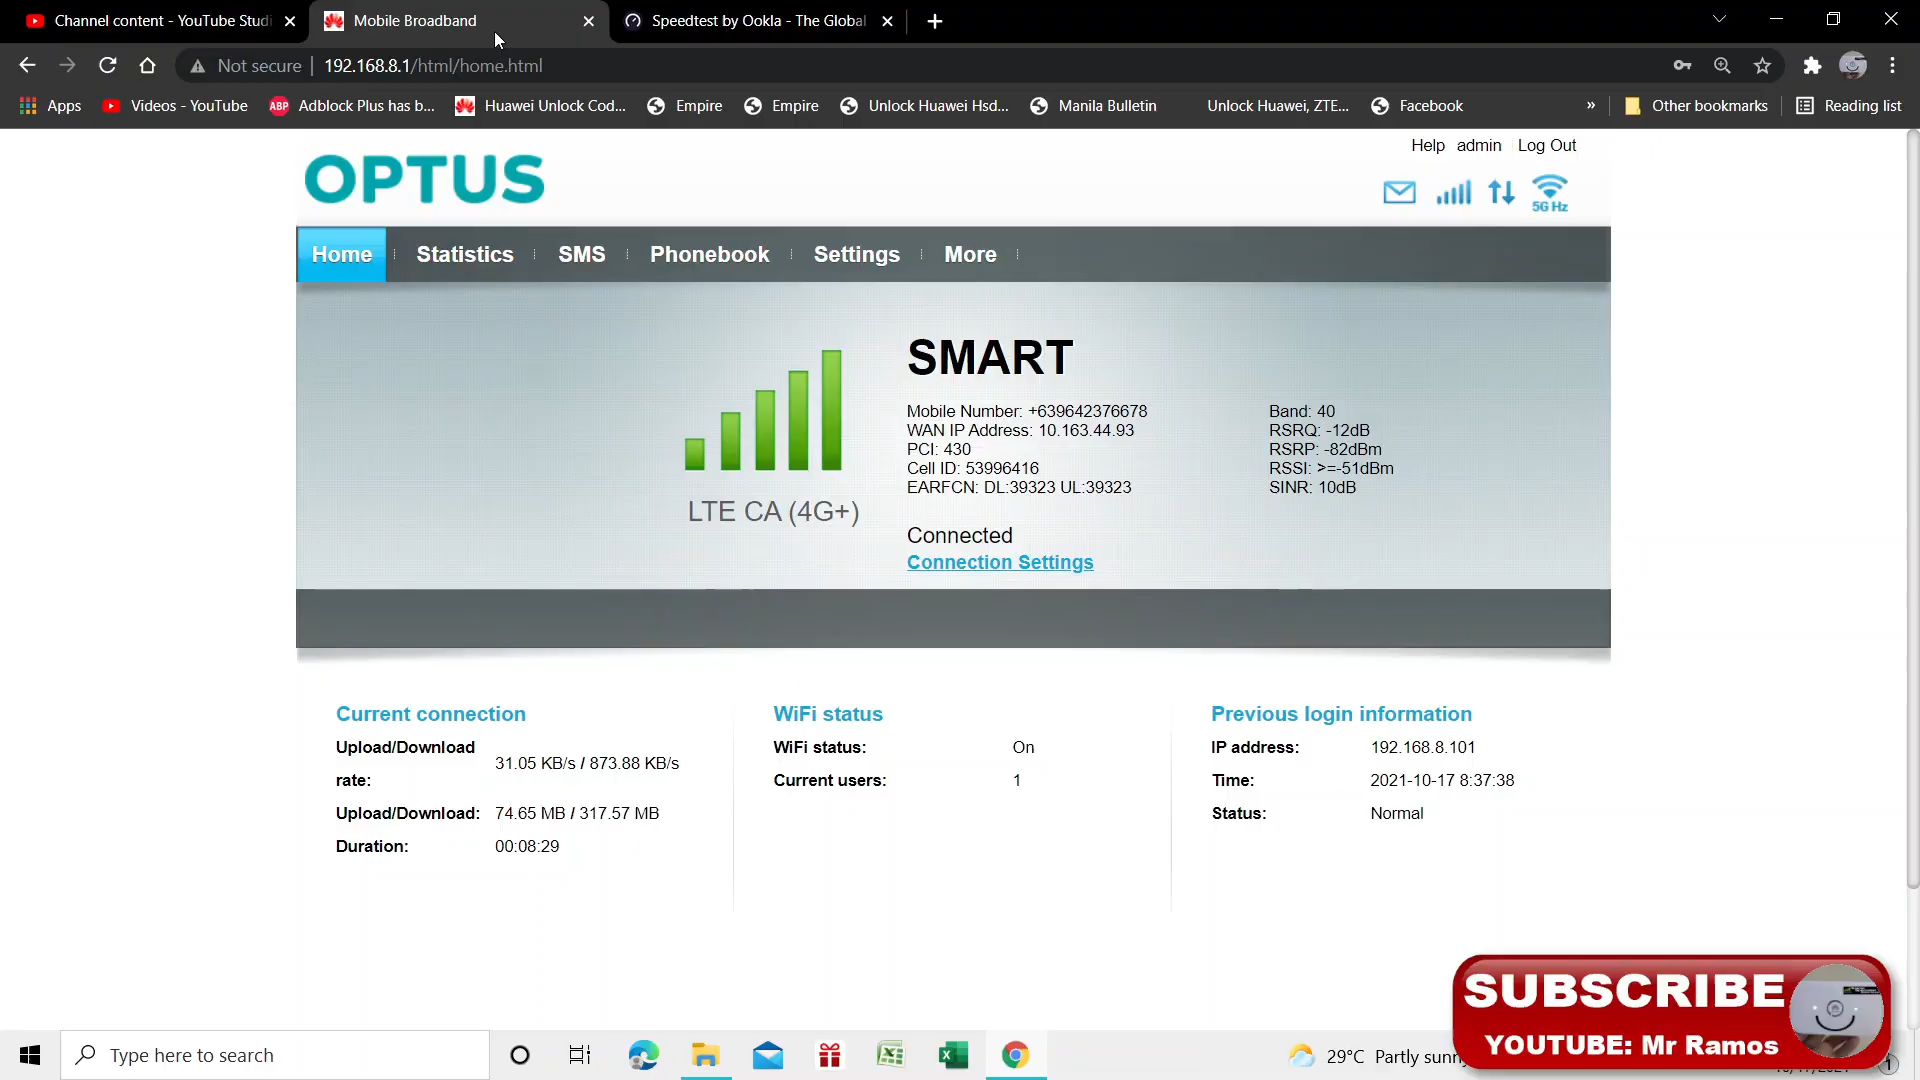 Channel content - YouTube Studi
Mobile Broadband
Speedtest by Ookla - The Global
Not secure
192.168.8.1/html/home.html
Apps
Videos - YouTube
ABP
Adblock Plus has b...
Huawei Unlock Cod...
Empire
Empire
Unlock Huawei Hsd...
Manila Bulletin
Unlock Huawei, ZTE...
Facebook
»
Other bookmarks
Reading list
Help admin Log Out
OPTUS
5G Hz
Home
Statistics
SMS
Phonebook
Settings
More
SMART
Mobile Number: +639642376678
WAN IP Address: 10.163.44.93
PCI: 430
Cell ID: 53996416
EARFCN: DL:39323 UL:39323
Band: 40
RSRQ: -12dB
RSRP: -82dBm
RSSI: >=-51dBm
SINR: 10dB
LTE CA (4G+)
Connected
Connection Settings
Current connection
Upload/Download
rate:
31.05 KB/s / 873.88 KB/s
Upload/Download: 74.65 MB / 317.57 MB
Duration: 00:08:29
WiFi status
WiFi status: On
Current users: 1
Previous login information
IP address: 192.168.8.101
Time: 2021-10-17 8:37:38
Status: Normal
SUBSCRIBE
YOUTUBE: Mr Ramos
Type here to search
29°C Partly sunn